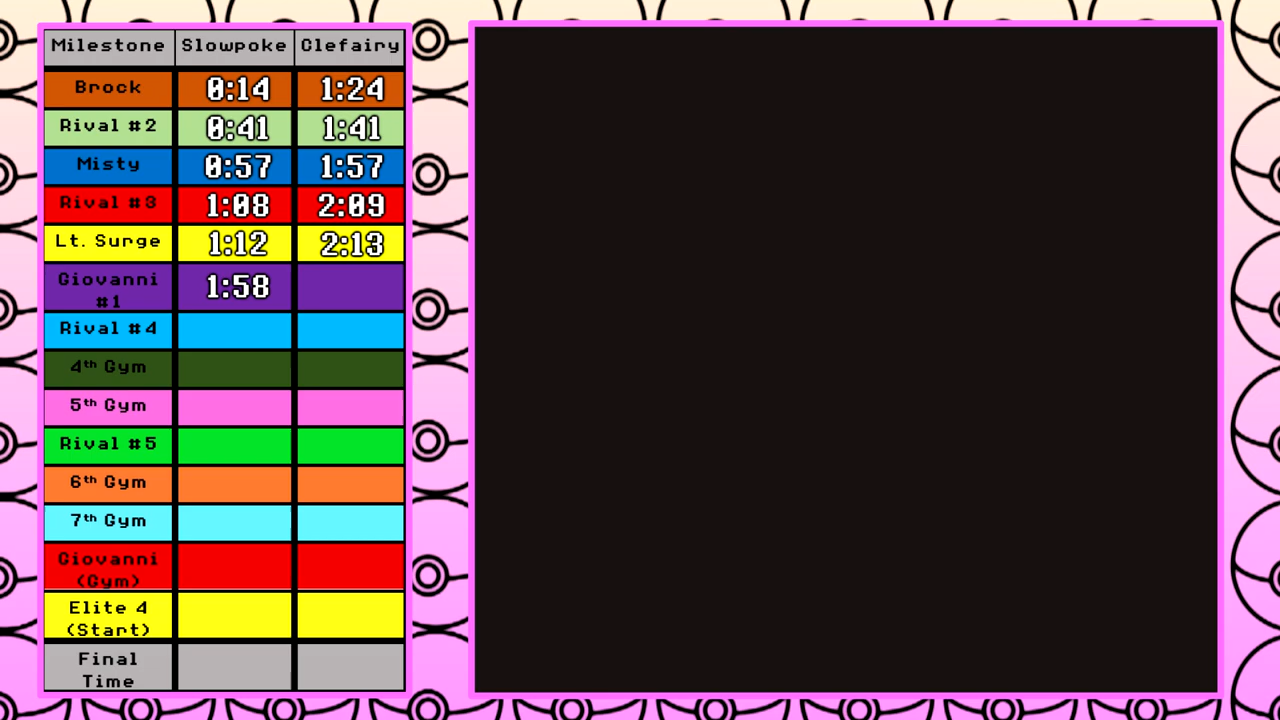 Milestone Slowpoke Clefairy
Brock 0:14 1:24
Rival #2 0:41 1:41
Misty 0:57 1:57
Rival #3 1:08 2:09
Lt. Surge 1:12 2:13
Giovanni
#1 1:58
Rival #4
4th Gym
5th Gym
Rival #5
6th Gym
7th Gym
Giovanni
(Gym)
Elite 4
(Start)
Final
Time